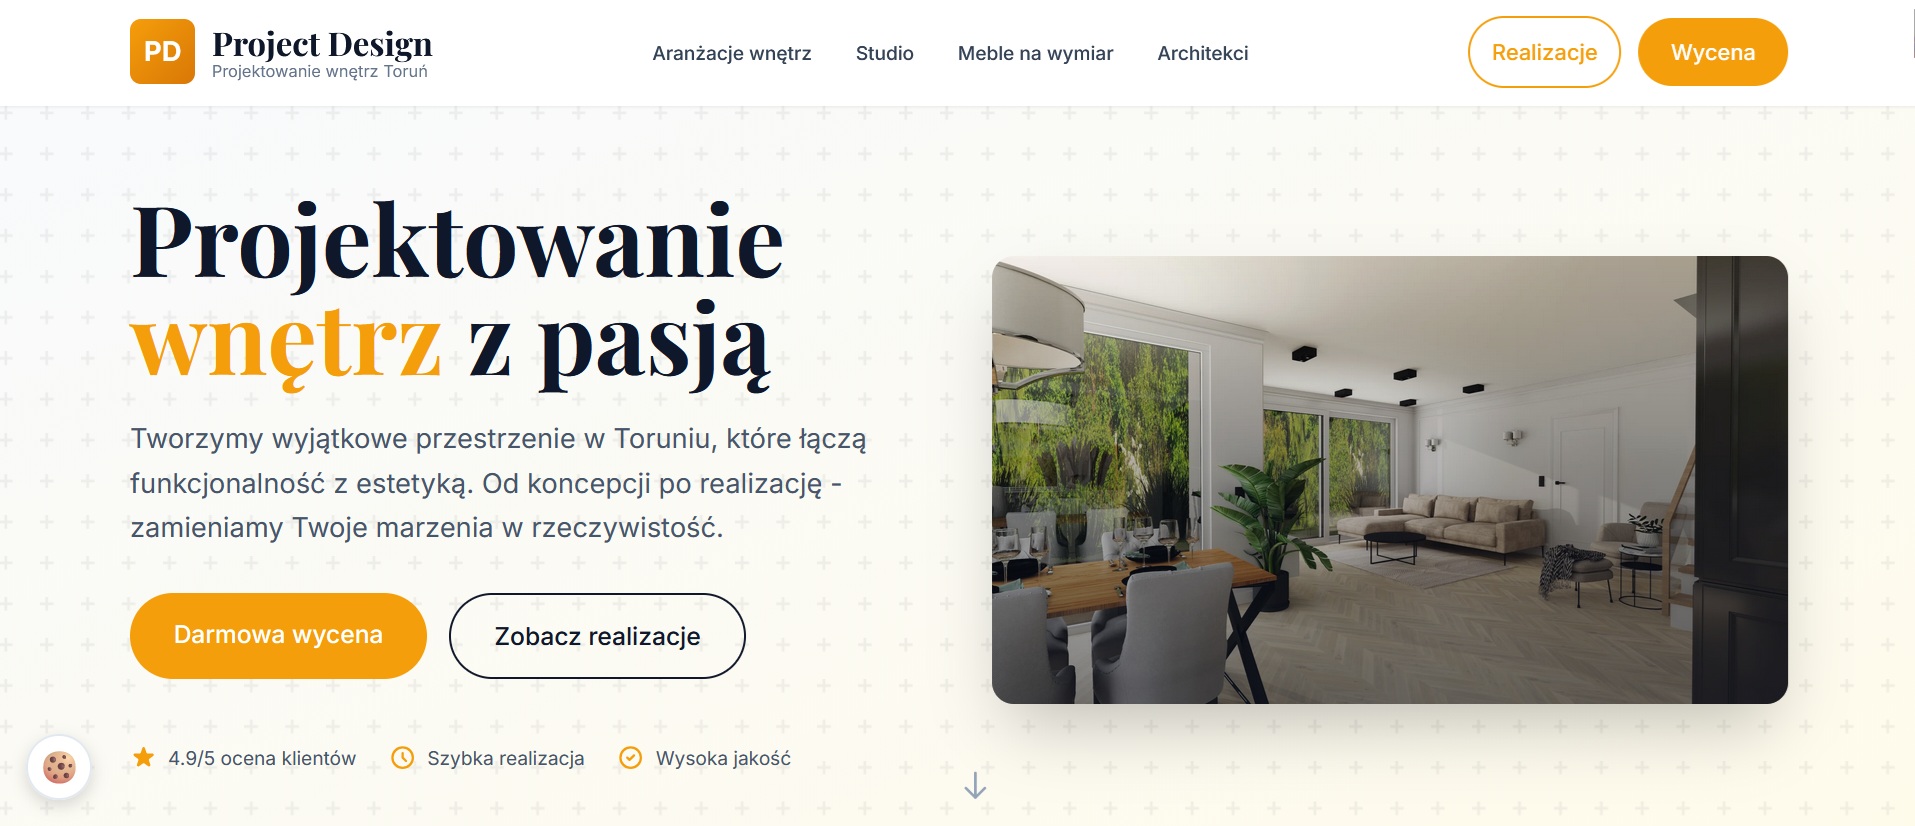 PD
Project Design
Projektowanie wnętrz Toruń
Aranżacje wnętrz
Studio
Meble na wymiar
Architekci
Realizacje
Wycena
Projektowanie
wnętrz z pasją
Tworzymy wyjątkowe przestrzenie w Toruniu, które łączą
funkcjonalność z estetyką. Od koncepcji po realizację -
zamieniamy Twoje marzenia w rzeczywistość.
Darmowa wycena
Zobacz realizacje
4.9/5 ocena klientów
Szybka realizacja
Wysoka jakość